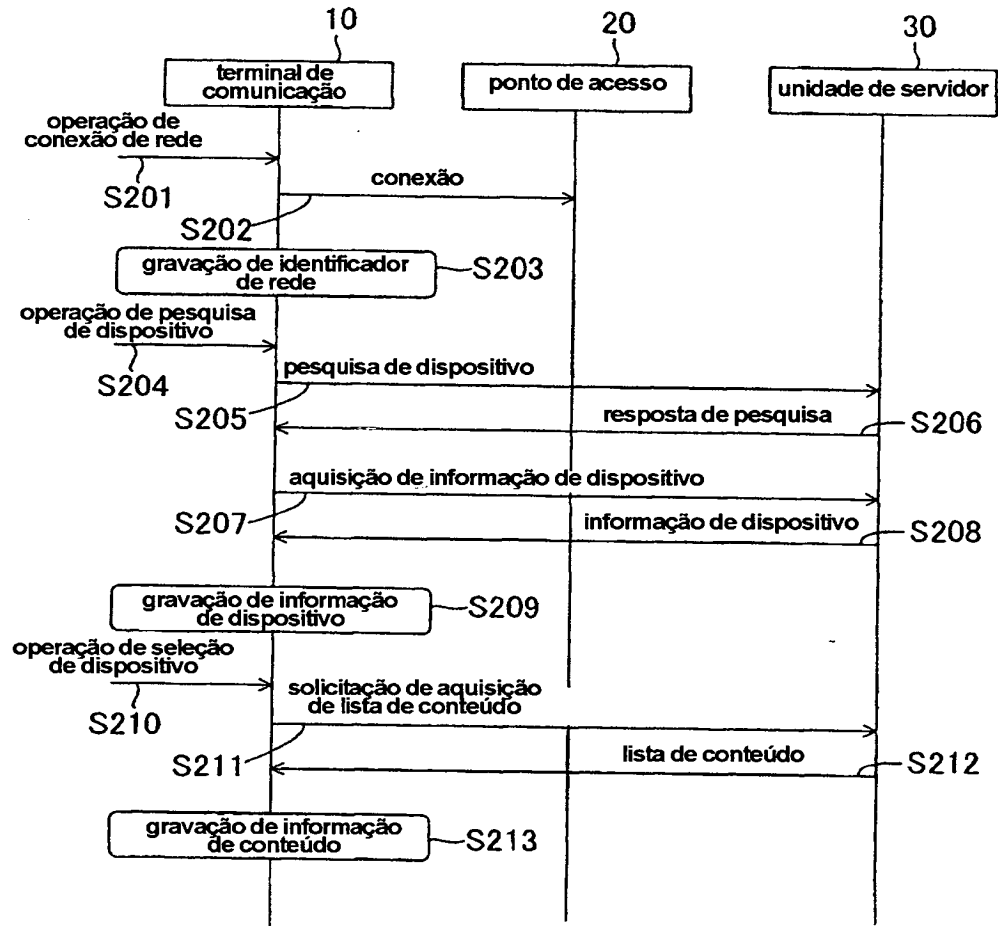 10
20
30
terminal de
comunicação
ponto de acesso
unidade de servidor
operação de
conexão de rede
S201
conexão
S202
gravação de identificador
de rede
S203
operação de pesquisa
de dispositivo
S204
pesquisa de dispositivo
S205
resposta de pesquisa
S206
aquisição de informação de dispositivo
S207
informação de dispositivo
S208
gravação de informação
de dispositivo
S209
operação de seleção
de dispositivo
S210
solicitação de aquisição
de lista de conteúdo
S211
lista de conteúdo
S212
gravação de informação
de conteúdo
S213